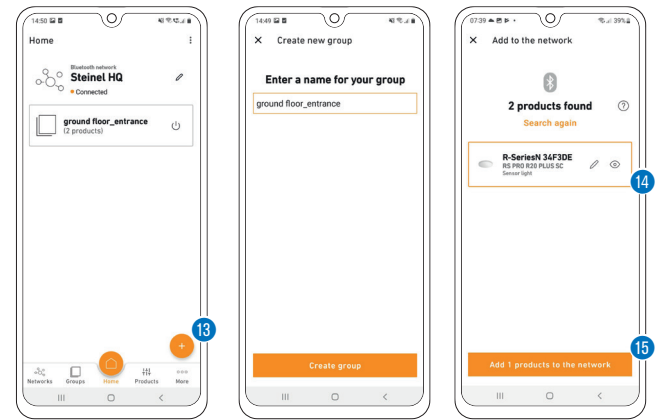 14:50
Home
Bluetooth network
Steinel HQ
Connected
ground floor_entrance
(2 products)
13
+
Networks Groups Home Products More
14:49
× Create new group
Enter a name for your group
ground floor_entrance
Create group
07:39 39%
× Add to the network
2 products found ?
Search again
R-SeriesN 34F3DE
RS PRO R20 PLUS SC
Sensor light
14
15
Add 1 products to the network